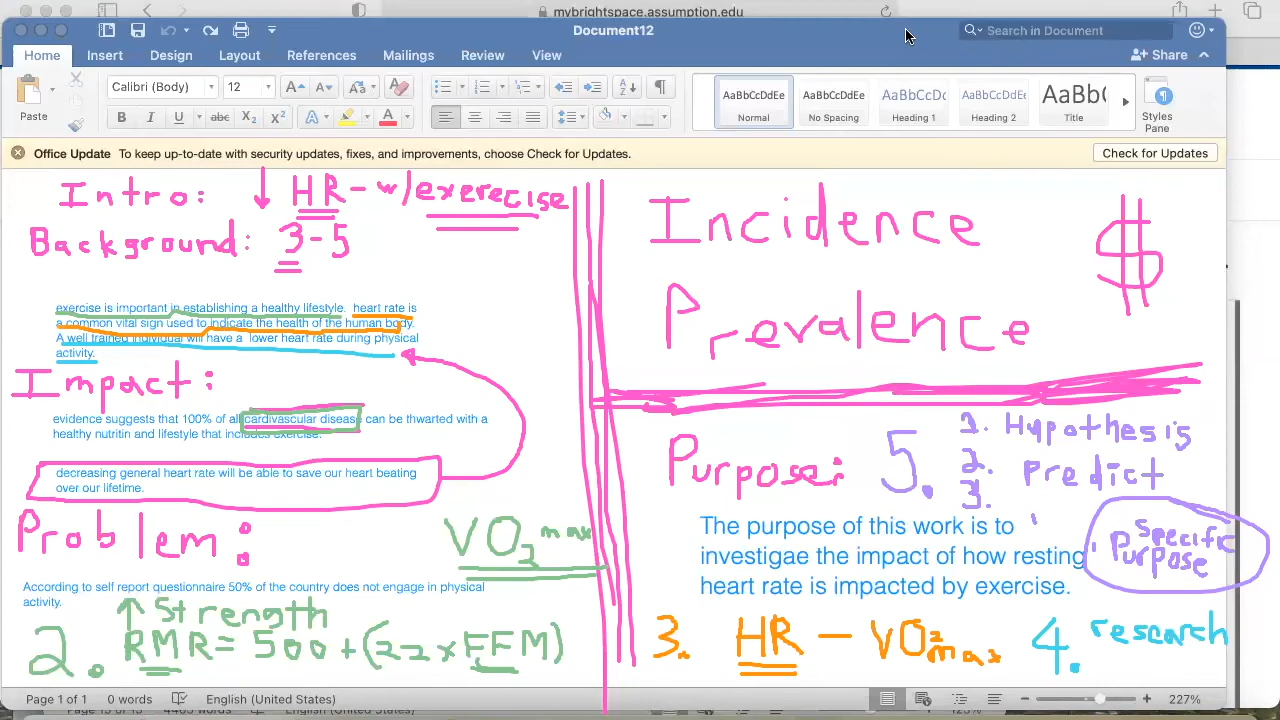 mybrightspace.assumption.edu
Document12
Search in Document
Home Insert Design Layout References Mailings Review View
Share
Calibri (Body) 12
Paste
B I U abc X2 X2
AaBbCcDdEe AaBbCcDdEe AaBbCcDc AaBbCcDdEe AaBbC
Normal No Spacing Heading 1 Heading 2 Title
Styles Pane
Office Update To keep up-to-date with security updates, fixes, and improvements, choose Check for Updates.
Check for Updates
Intro: ↓ HR - w/exerecise
Background: 3-5
exercise is important in establishing a healthy lifestyle. heart rate is
a common vital sign used to indicate the health of the human body.
A well trained individual will have a lower heart rate during physical
activity.
Impact:
evidence suggests that 100% of all cardivascular disease can be thwarted with a
healthy nutritin and lifestyle that includes exercise.
decreasing general heart rate will be able to save our heart beating
over our lifetime.
Problem:
VO2 max
According to self report questionnaire 50% of the country does not engage in physical
activity.
↑ Strength
2. RMR= 500+(22xFFM)
Incidence
$
Prevalence
Purpose:
5. 1. Hypothesis
2. Predict
3.
specific
purpose
The purpose of this work is to
investigae the impact of how resting
heart rate is impacted by exercise.
3. HR - VO2max
4. research
Page 1 of 1 0 words English (United States) 227%